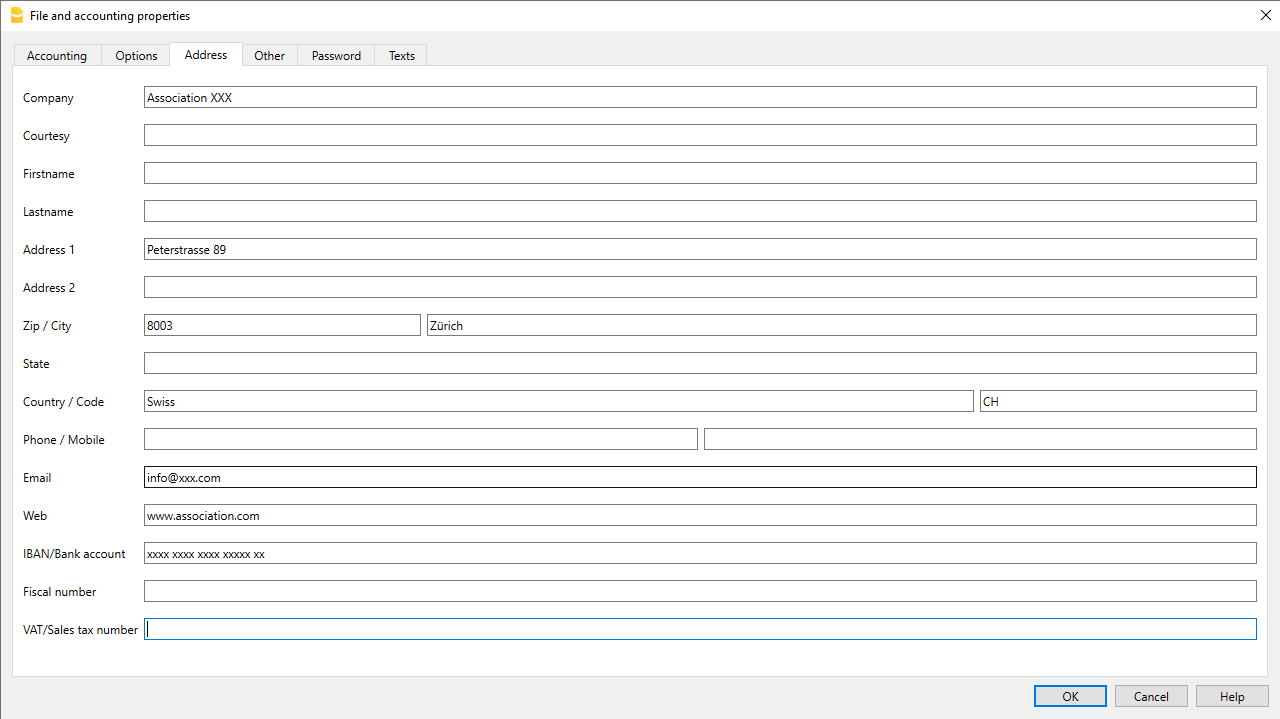 File and accounting properties
Accounting Options Address Other Password Texts
Company Association XXX
Courtesy
Firstname
Lastname
Address 1 Peterstrasse 89
Address 2
Zip / City 8003 Zürich
State
Country / Code Swiss CH
Phone / Mobile
Email info@xxx.com
Web www.association.com
IBAN/Bank account xxxx xxxx xxxx xxxxx xx
Fiscal number
VAT/Sales tax number
OK Cancel Help